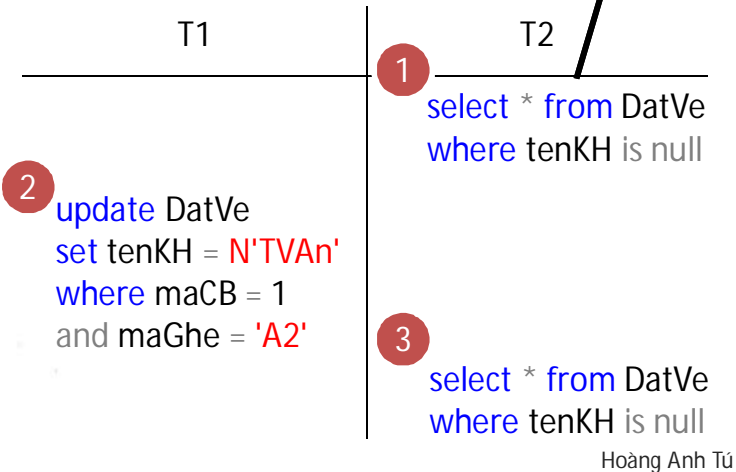 T1
T2
1
select * from DatVe
where tenKH is null
2
update DatVe
set tenKH = N'TVAn'
where maCB = 1
and maGhe = 'A2'
3
select * from DatVe
where tenKH is null
Hoàng Anh Tú